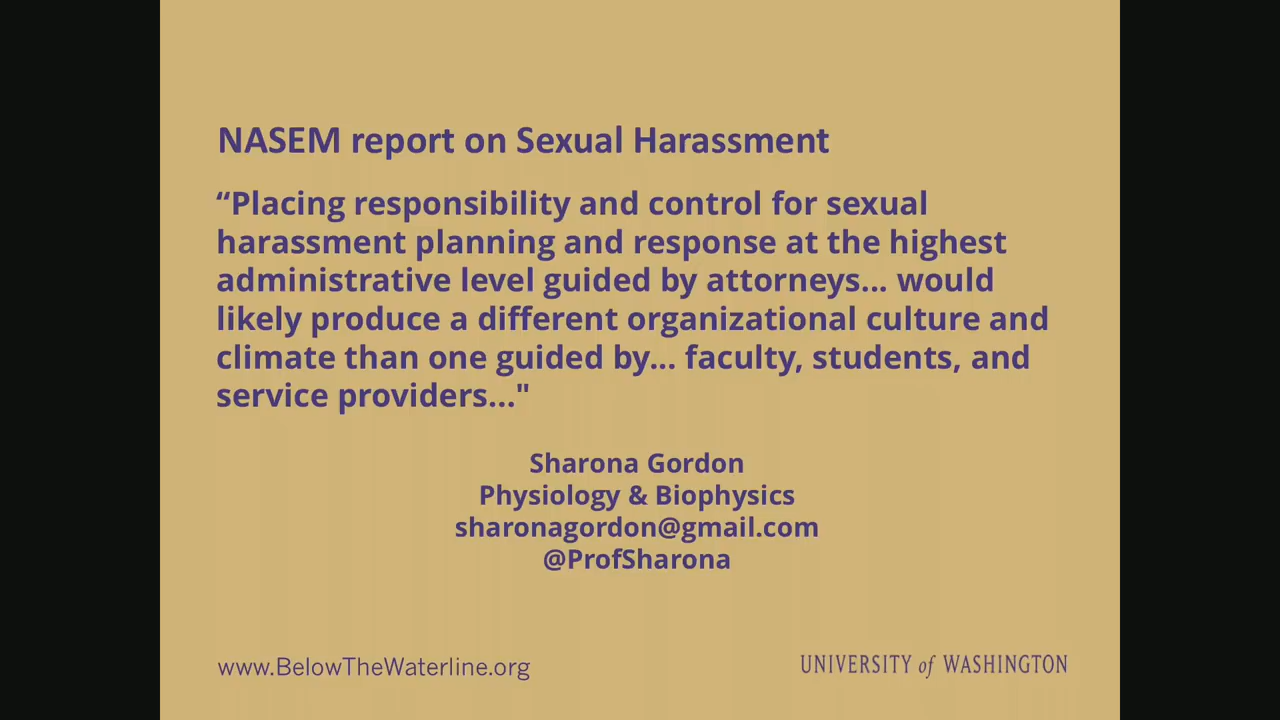 NASEM report on Sexual Harassment
“Placing responsibility and control for sexual
harassment planning and response at the highest
administrative level guided by attorneys... would
likely produce a different organizational culture and
climate than one guided by... faculty, students, and
service providers..."
Sharona Gordon
Physiology & Biophysics
sharonagordon@gmail.com
@ProfSharona
www.BelowTheWaterline.org
UNIVERSITY of WASHINGTON